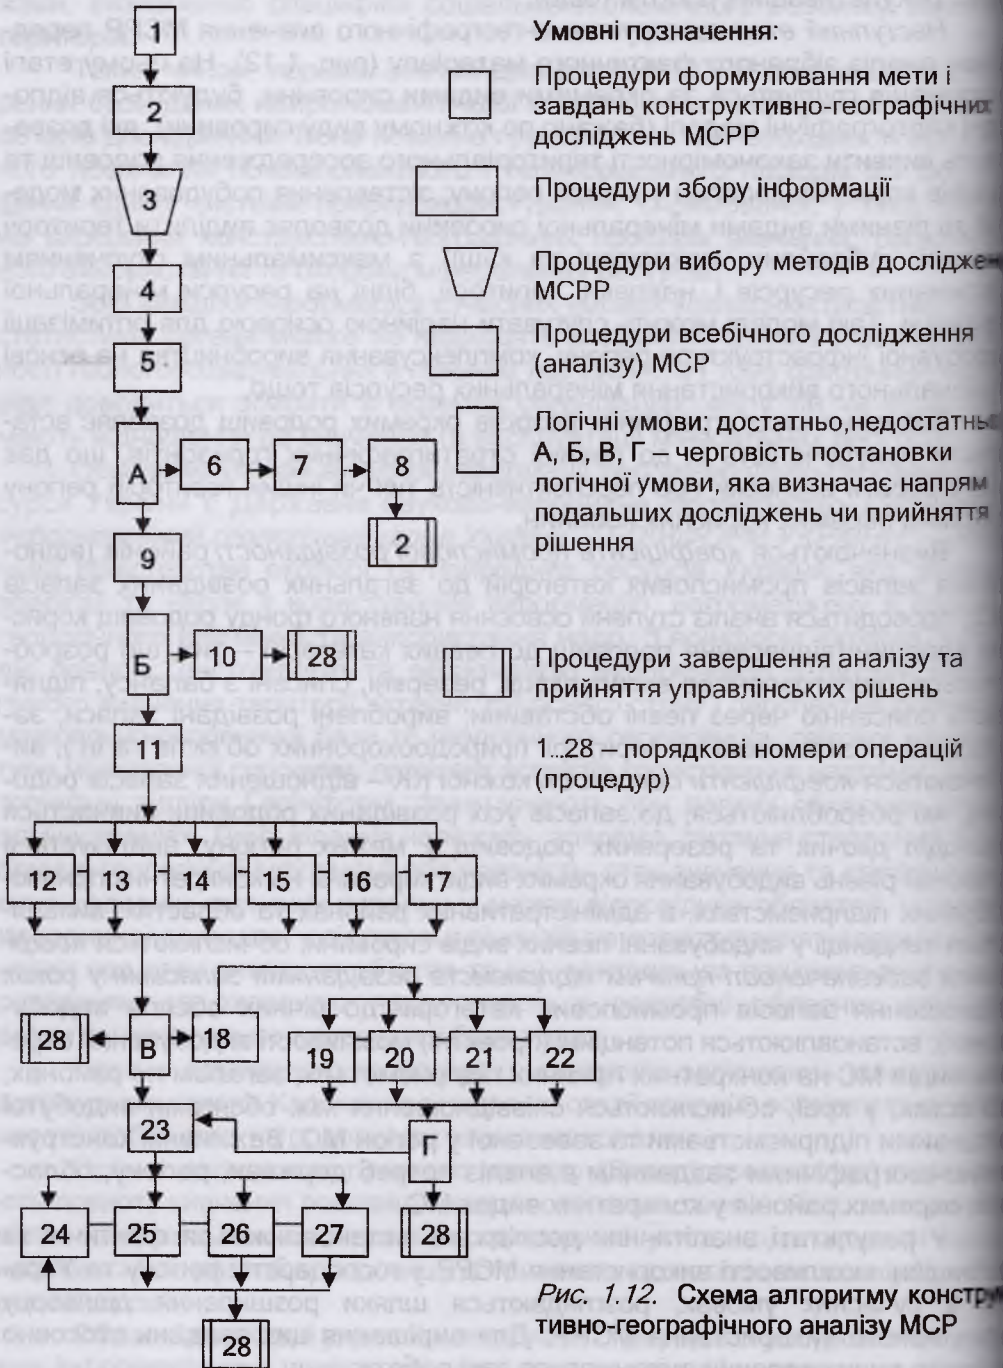 1
2
3
4
5
А
6
7
8
2
9
Б
10
28
11
12
13
14
15
16
17
28
В
18
19
20
21
22
23
Г
24
25
26
27
28
28
Умовні позначення:
Процедури формулювання мети і
завдань конструктивно-географічних
досліджень МСРР
Процедури збору інформації
Процедури вибору методів
МСРР
Процедури всебічного дослідження
(аналізу) МСР
Логічні умови: достатньо,
А, Б, В, Г – черговість постановки
логічної умови, яка визначає напрям
подальших досліджень чи прийняття
рішення
Процедури завершення аналізу та
прийняття управлінських рішень
1...28 – порядкові номери операцій
(процедур)
Рис. 1.12. Схема алгоритму
тивно-географічного аналізу МСР